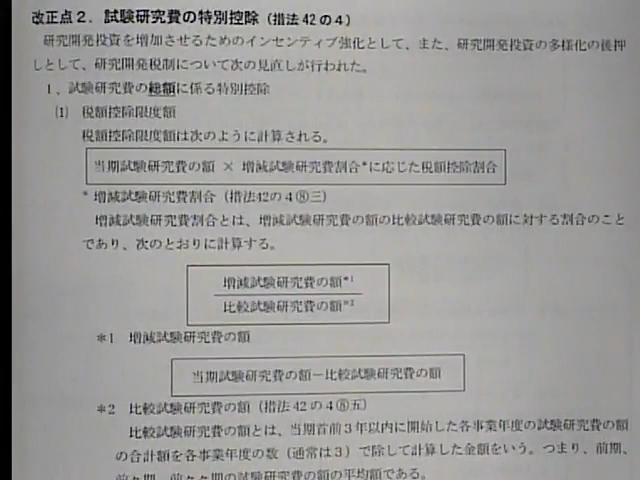 改正点2.試験研究費の特別控除(措法42の4)
研究開発投資を増加させるためのインセンティブ強化として、また、研究開発投資の多様化の後押
しとして、研究開発税制について次の見直しが行われた。
1.試験研究費の総額に係る特別控除
(1) 税額控除限度額
税額控除限度額は次のように計算される。
当期試験研究費の額 × 増減試験研究費割合*に応じた税額控除割合
* 増減試験研究費割合(措法42の4⑧三)
増減試験研究費割合とは、増減試験研究費の額の比較試験研究費の額に対する割合のこと
であり、次のとおりに計算する。
増減試験研究費の額*1
比較試験研究費の額*2
*1 増減試験研究費の額
当期試験研究費の額-比較試験研究費の額
*2 比較試験研究費の額(措法42の4⑧五)
比較試験研究費の額とは、当期首前3年以内に開始した各事業年度の試験研究費の額
の合計額を各事業年度の数(通常は3)で除して計算した金額をいう。つまり、前期、
前々期、前々々期の試験研究費の額の平均額である。